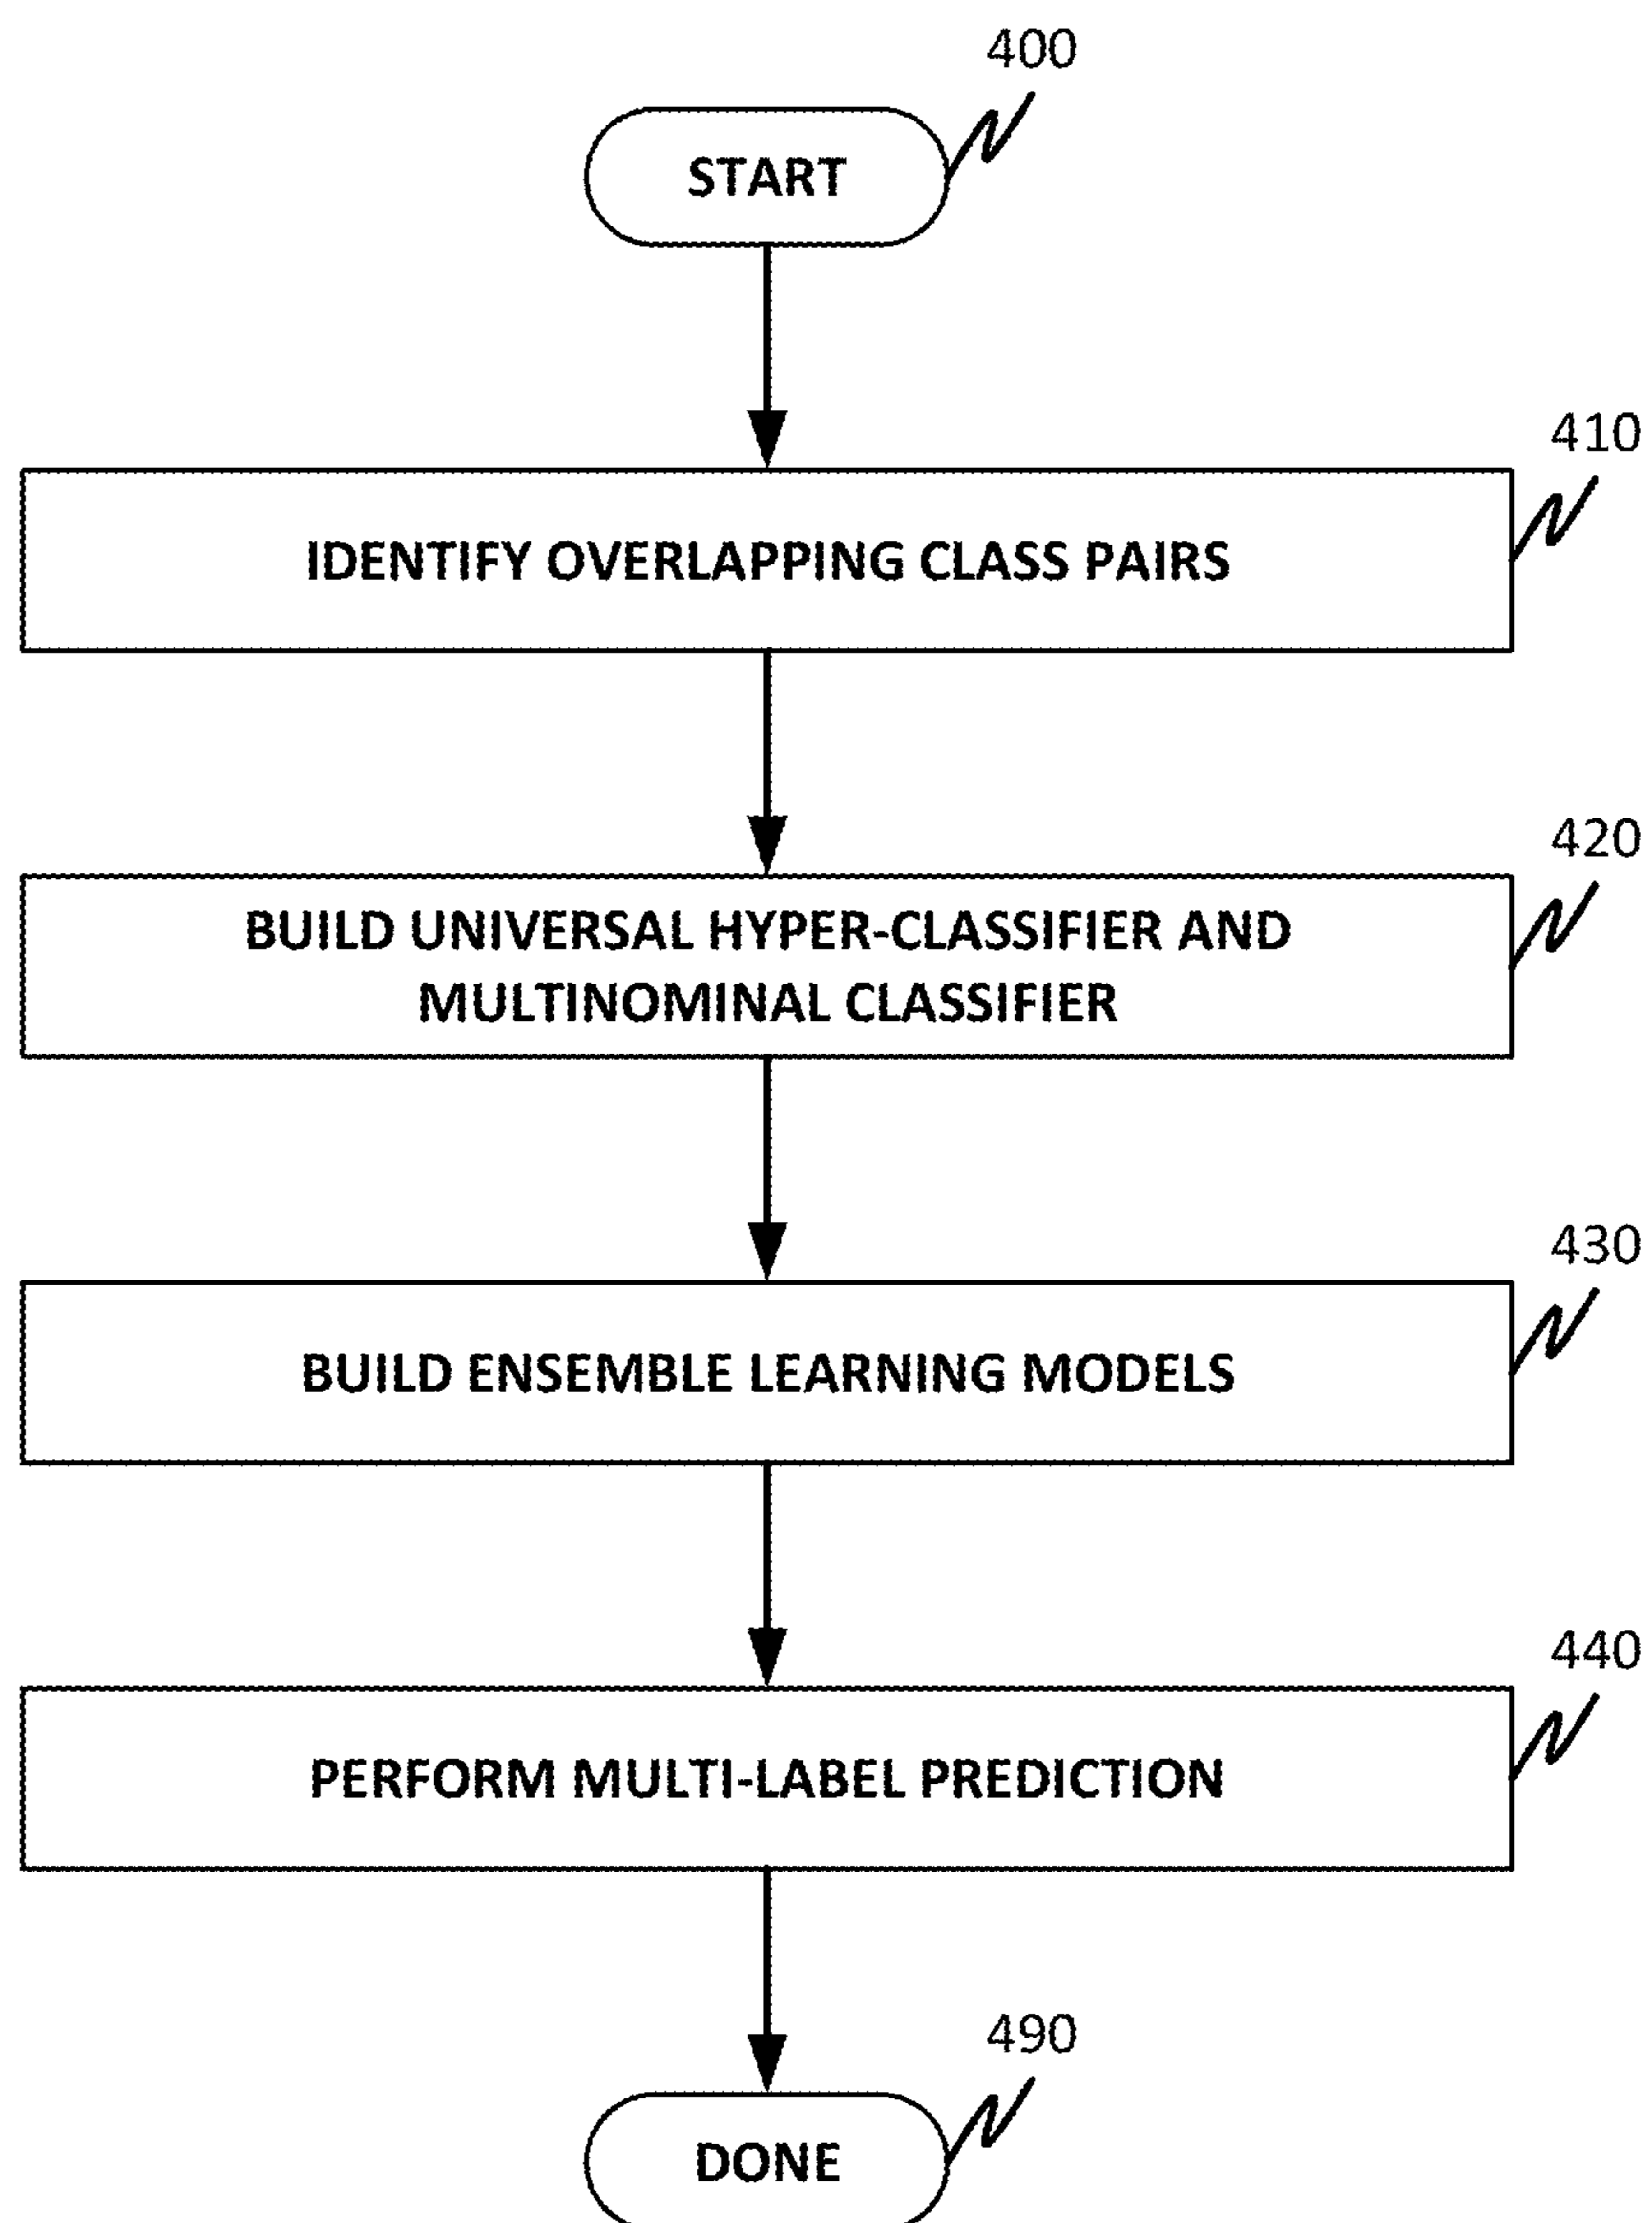 400
START
410
IDENTIFY OVERLAPPING CLASS PAIRS
420
BUILD UNIVERSAL HYPER-CLASSIFIER AND
MULTINOMINAL CLASSIFIER
430
BUILD ENSEMBLE LEARNING MODELS
440
PERFORM MULTI-LABEL PREDICTION
490
DONE